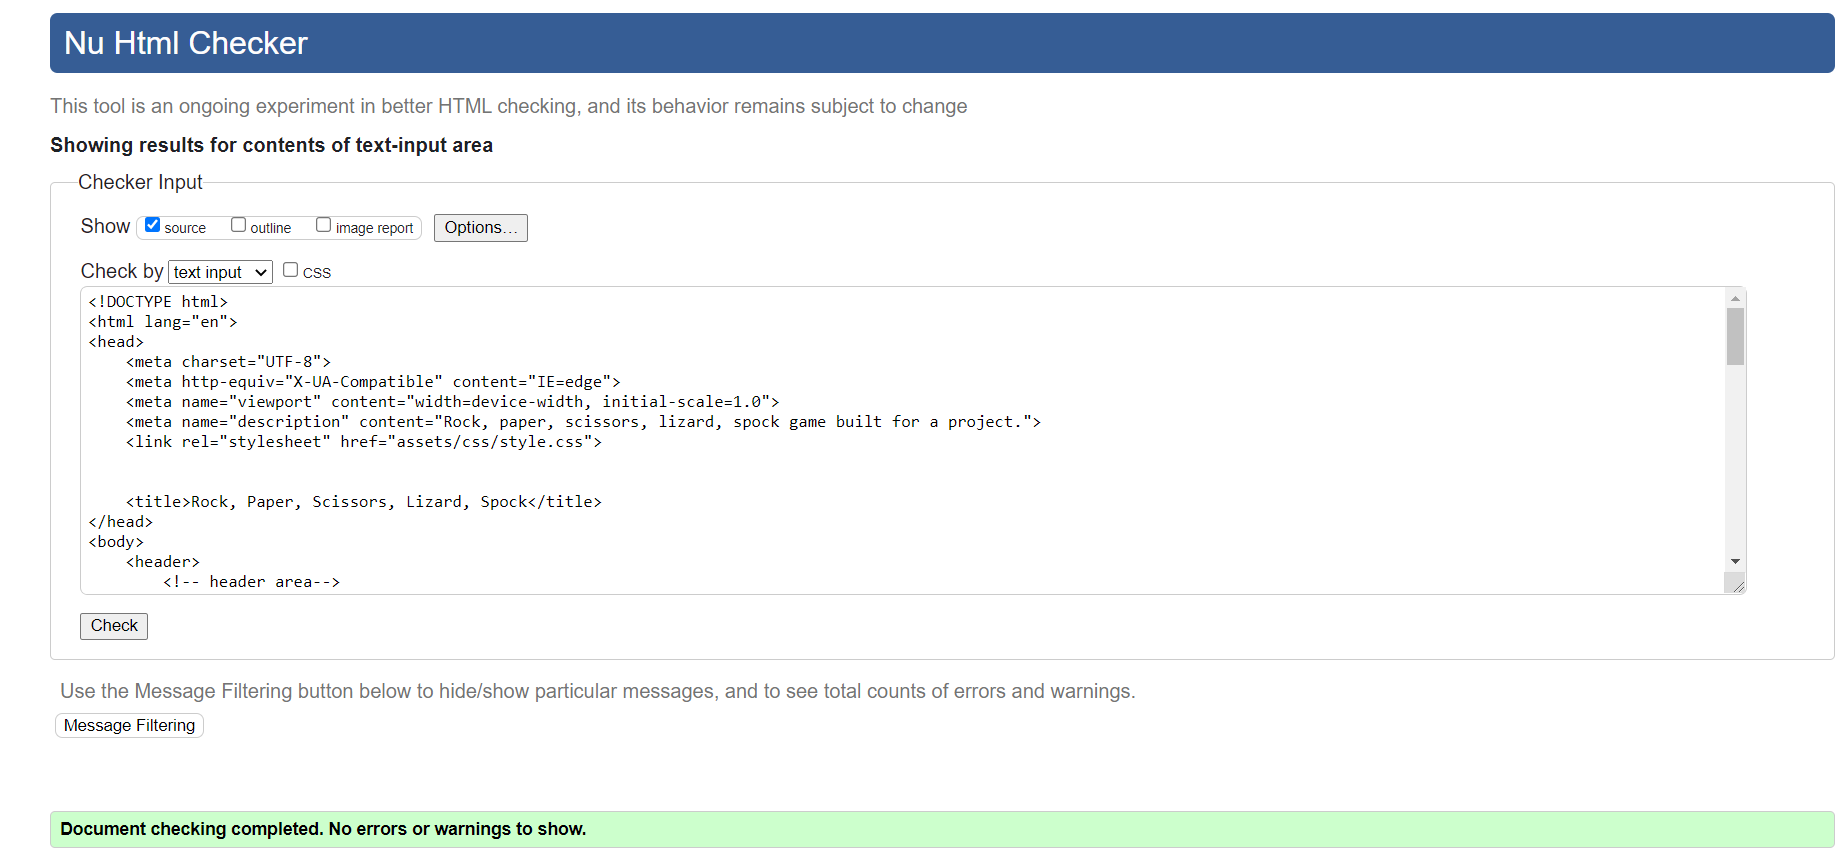 Nu Html Checker
This tool is an ongoing experiment in better HTML checking, and its behavior remains subject to change
Showing results for contents of text-input area
Checker Input
Show source outline image report Options...
Check by text input CSS
<!DOCTYPE html>
<html lang="en">
<head>
    <meta charset="UTF-8">
    <meta http-equiv="X-UA-Compatible" content="IE=edge">
    <meta name="viewport" content="width=device-width, initial-scale=1.0">
    <meta name="description" content="Rock, paper, scissors, lizard, spock game built for a project.">
    <link rel="stylesheet" href="assets/css/style.css">
    <title>Rock, Paper, Scissors, Lizard, Spock</title>
</head>
<body>
    <header>
        <!-- header area-->
Check
Use the Message Filtering button below to hide/show particular messages, and to see total counts of errors and warnings.
Message Filtering
Document checking completed. No errors or warnings to show.